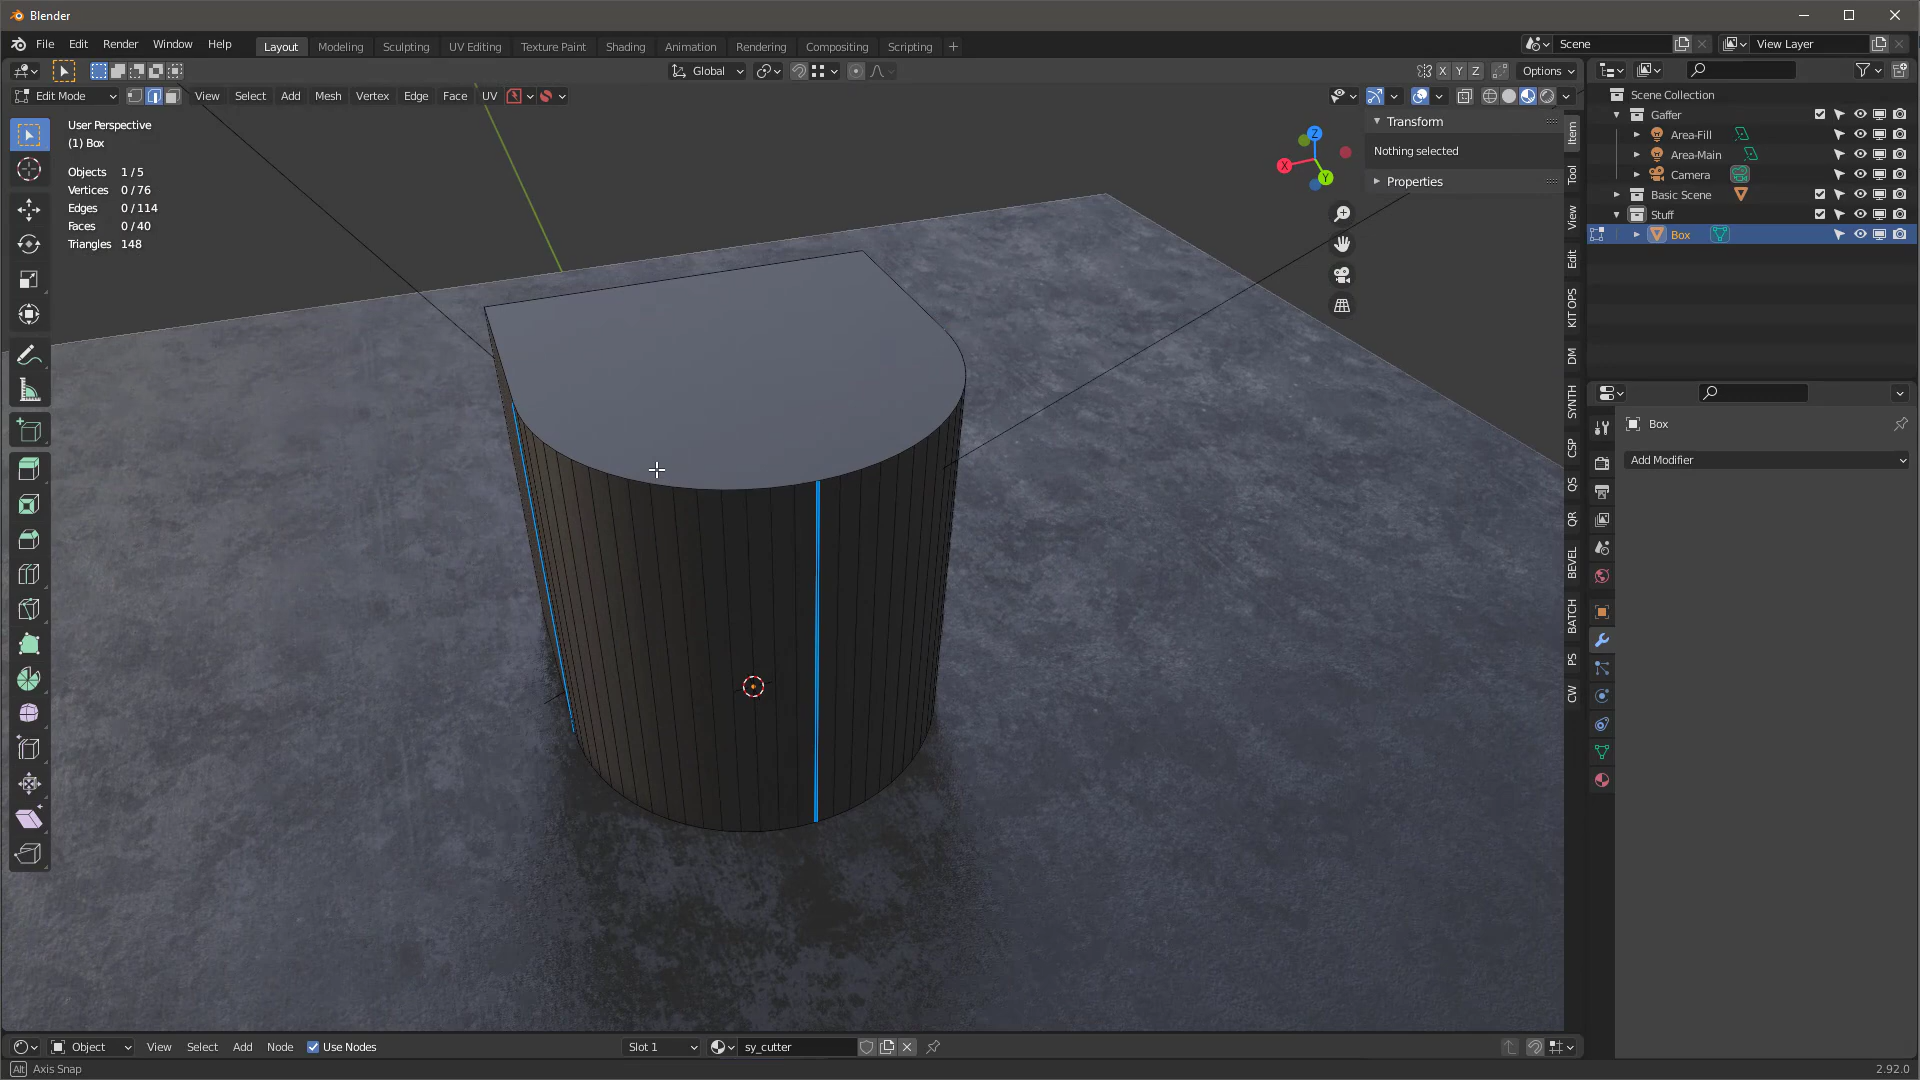 Blender
File Edit Render Window Help
Layout Modeling Sculpting UV Editing Texture Paint Shading Animation Rendering Compositing Scripting +
Scene
View Layer
Global
X Y Z
Options
Edit Mode
View Select Add Mesh Vertex Edge Face UV
User Perspective
(1) Box
Objects 1/5
Vertices 0/76
Edges 0/114
Faces 0/40
Triangles 148
Z
X
Y
Transform
Nothing selected
Properties
Item
Tool
View
Edit
KIT OPS
DM
SYNTH
CSP
QS
QR
BEVEL
BATCH
PS
CW
Scene Collection
Gaffer
Area-Fill
Area-Main
Camera
Basic Scene
Stuff
Box
Box
Add Modifier
Object
View Select Add Node Use Nodes
Slot 1
sy_cutter
Alt Axis Snap
2.92.0